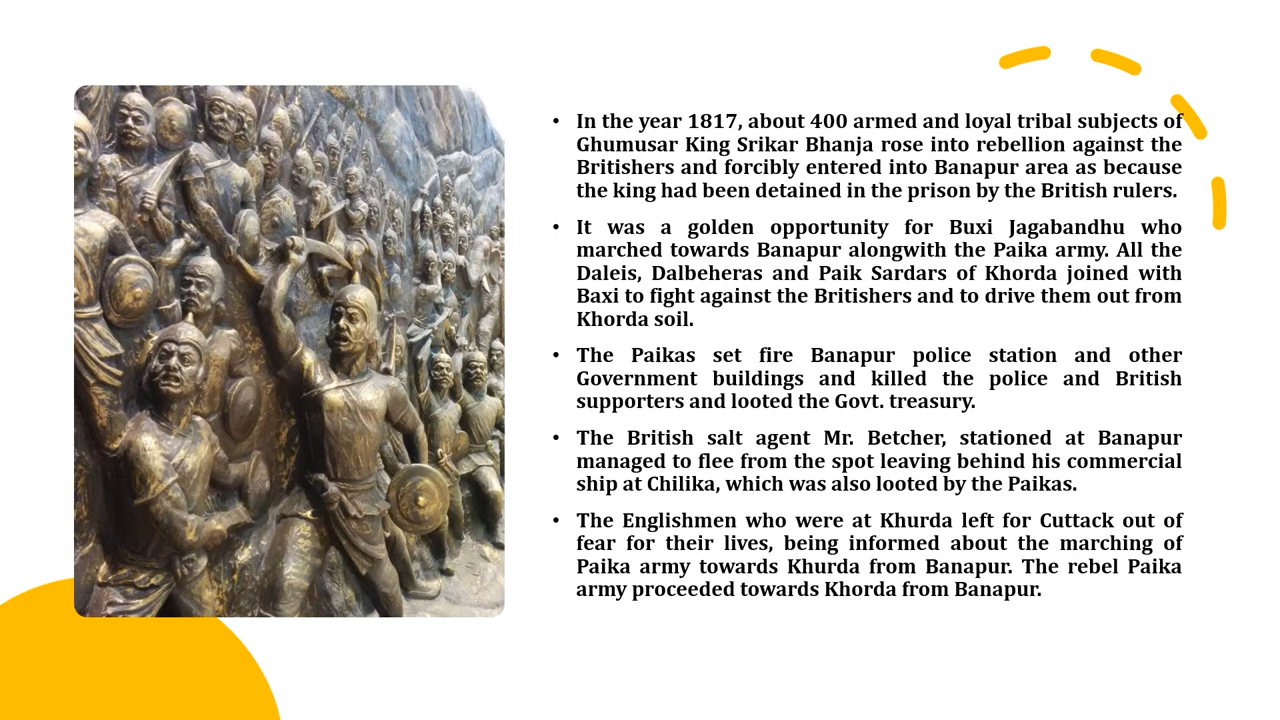 • In the year 1817, about 400 armed and loyal tribal subjects of
Ghumusar King Srikar Bhanja rose into rebellion against the
Britishers and forcibly entered into Banapur area as because
the king had been detained in the prison by the British rulers.
• It was a golden opportunity for Buxi Jagabandhu who
marched towards Banapur alongwith the Paika army. All the
Daleis, Dalbeheras and Paik Sardars of Khorda joined with
Baxi to fight against the Britishers and to drive them out from
Khorda soil.
• The Paikas set fire Banapur police station and other
Government buildings and killed the police and British
supporters and looted the Govt. treasury.
• The British salt agent Mr. Betcher, stationed at Banapur
managed to flee from the spot leaving behind his commercial
ship at Chilika, which was also looted by the Paikas.
• The Englishmen who were at Khurda left for Cuttack out of
fear for their lives, being informed about the marching of
Paika army towards Khurda from Banapur. The rebel Paika
army proceeded towards Khorda from Banapur.